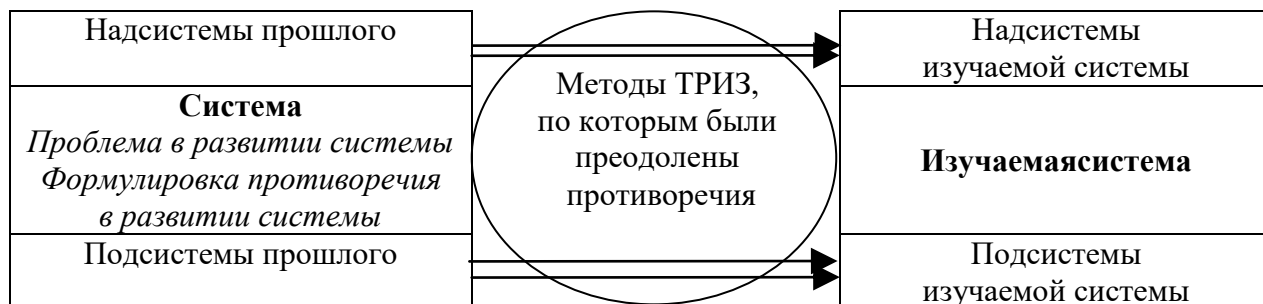 Надсистемы прошлого
Система
Проблема в развитии системы
Формулировка противоречия
в развитии системы
Подсистемы прошлого
Методы ТРИЗ,
по которым были
преодолены
противоречия
Надсистемы
изучаемой системы
Изучаемаясистема
Подсистемы
изучаемой системы